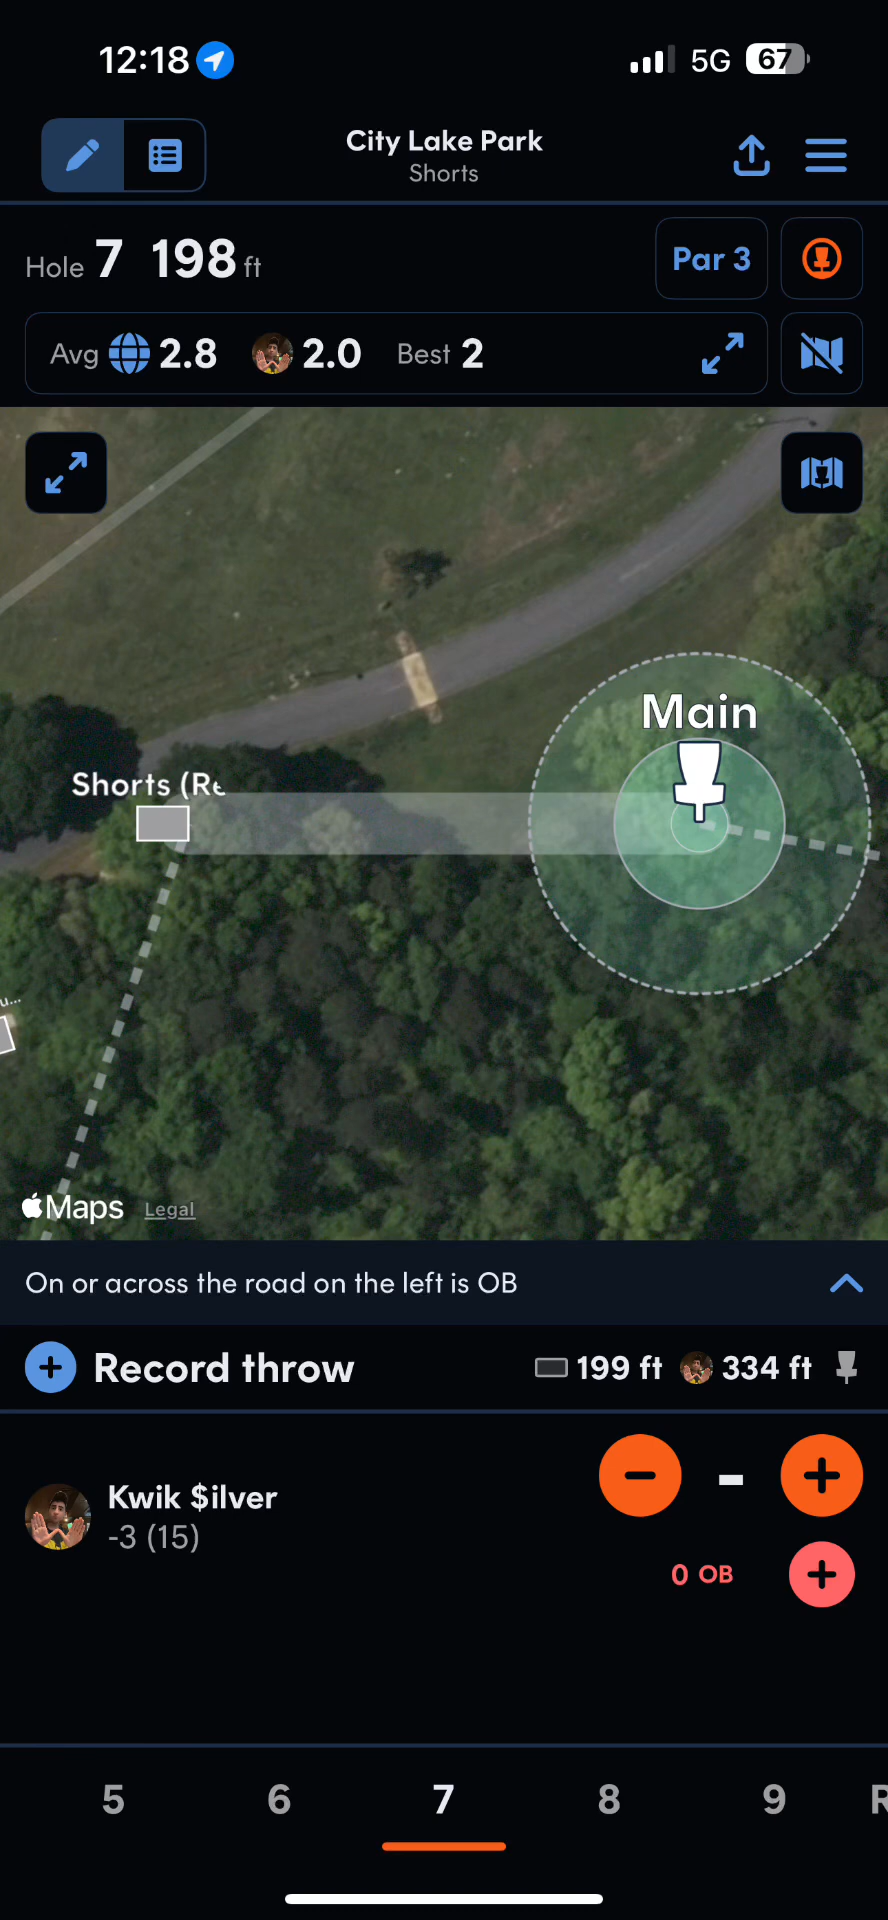 12:18 5G 67
City Lake Park
Shorts
Hole 7 198 ft Par 3
Avg 2.8 2.0 Best 2
Main
Shorts (Re
u...
Maps Legal
On or across the road on the left is OB
Record throw 199 ft 334 ft
Kwik $ilver
-3 (15)
-
0 OB
5 6 7 8 9 R